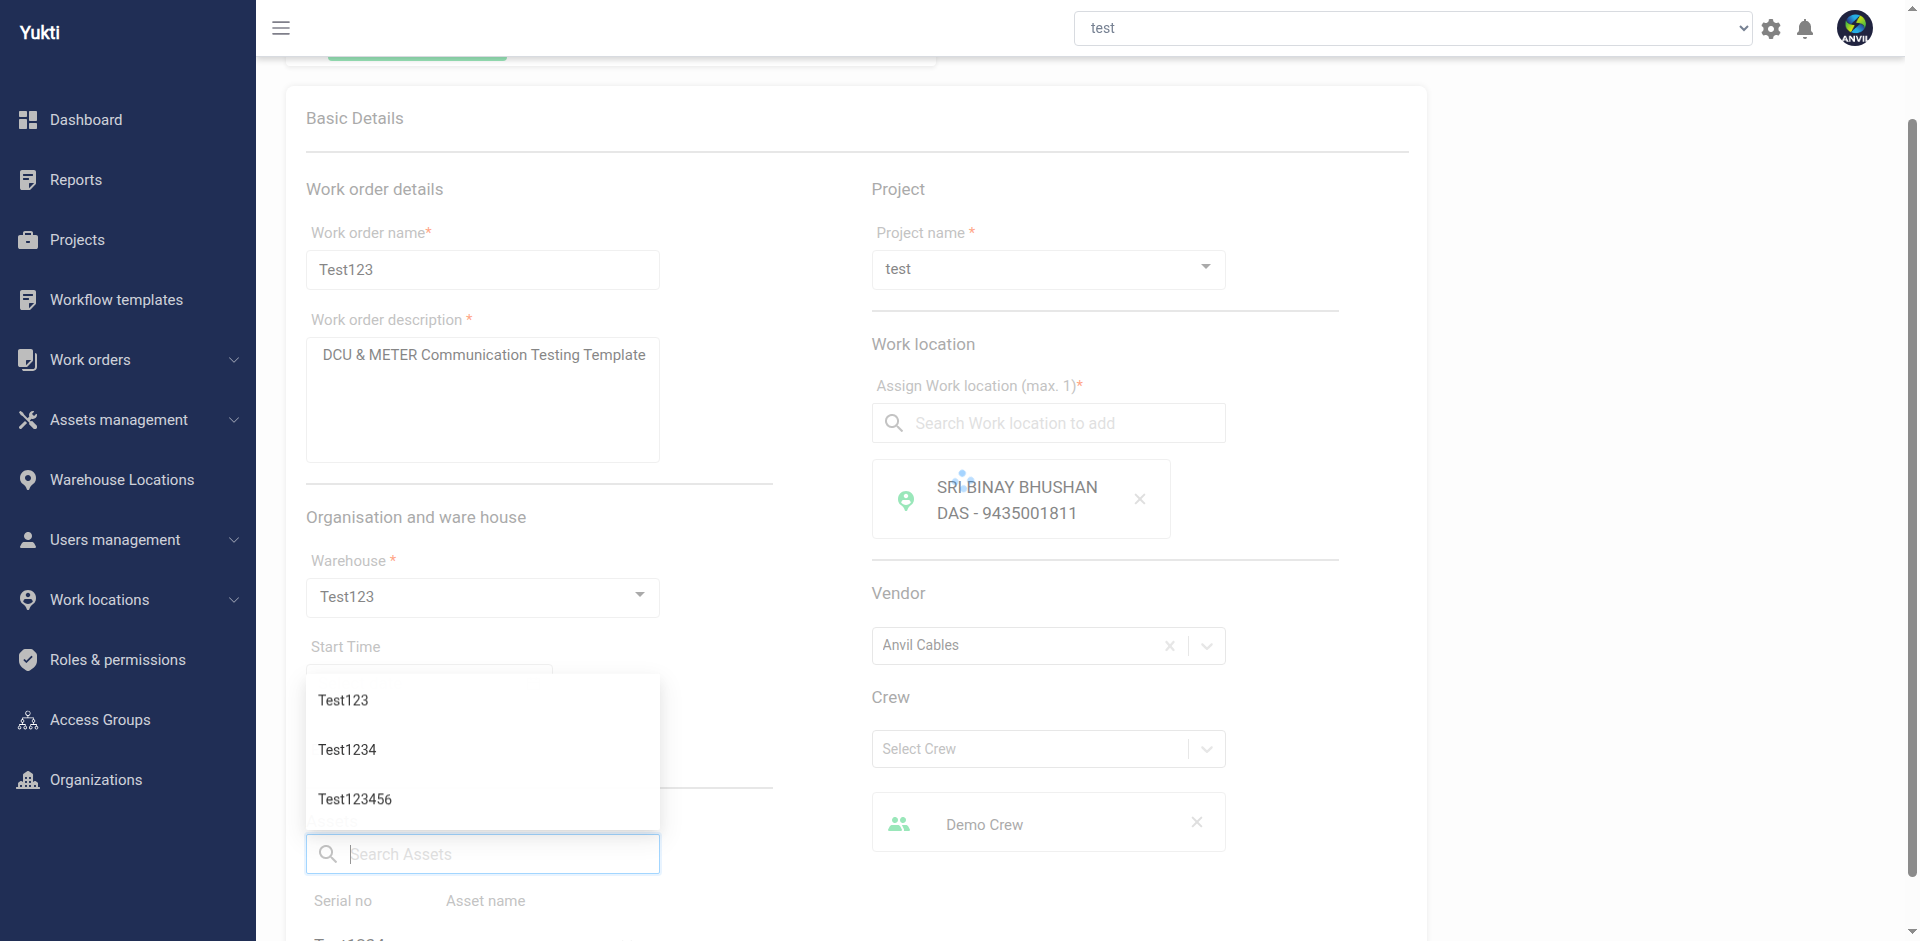 Yukti
test
ANVIL
Dashboard
Reports
Projects
Workflow templates
Work orders
Assets management
Warehouse Locations
Users management
Work locations
Roles & permissions
Access Groups
Organizations
Basic Details
Work order details
Work order name*
Test123
Work order description *
DCU & METER Communication Testing Template
Organisation and ware house
Warehouse *
Test123
Start Time
Test123
Test1234
Test123456
Search Assets
Serial no Asset name
Project
Project name *
test
Work location
Assign Work location (max. 1)*
Search Work location to add
SRI BINAY BHUSHAN
DAS - 9435001811
Vendor
Anvil Cables
Crew
Select Crew
Demo Crew